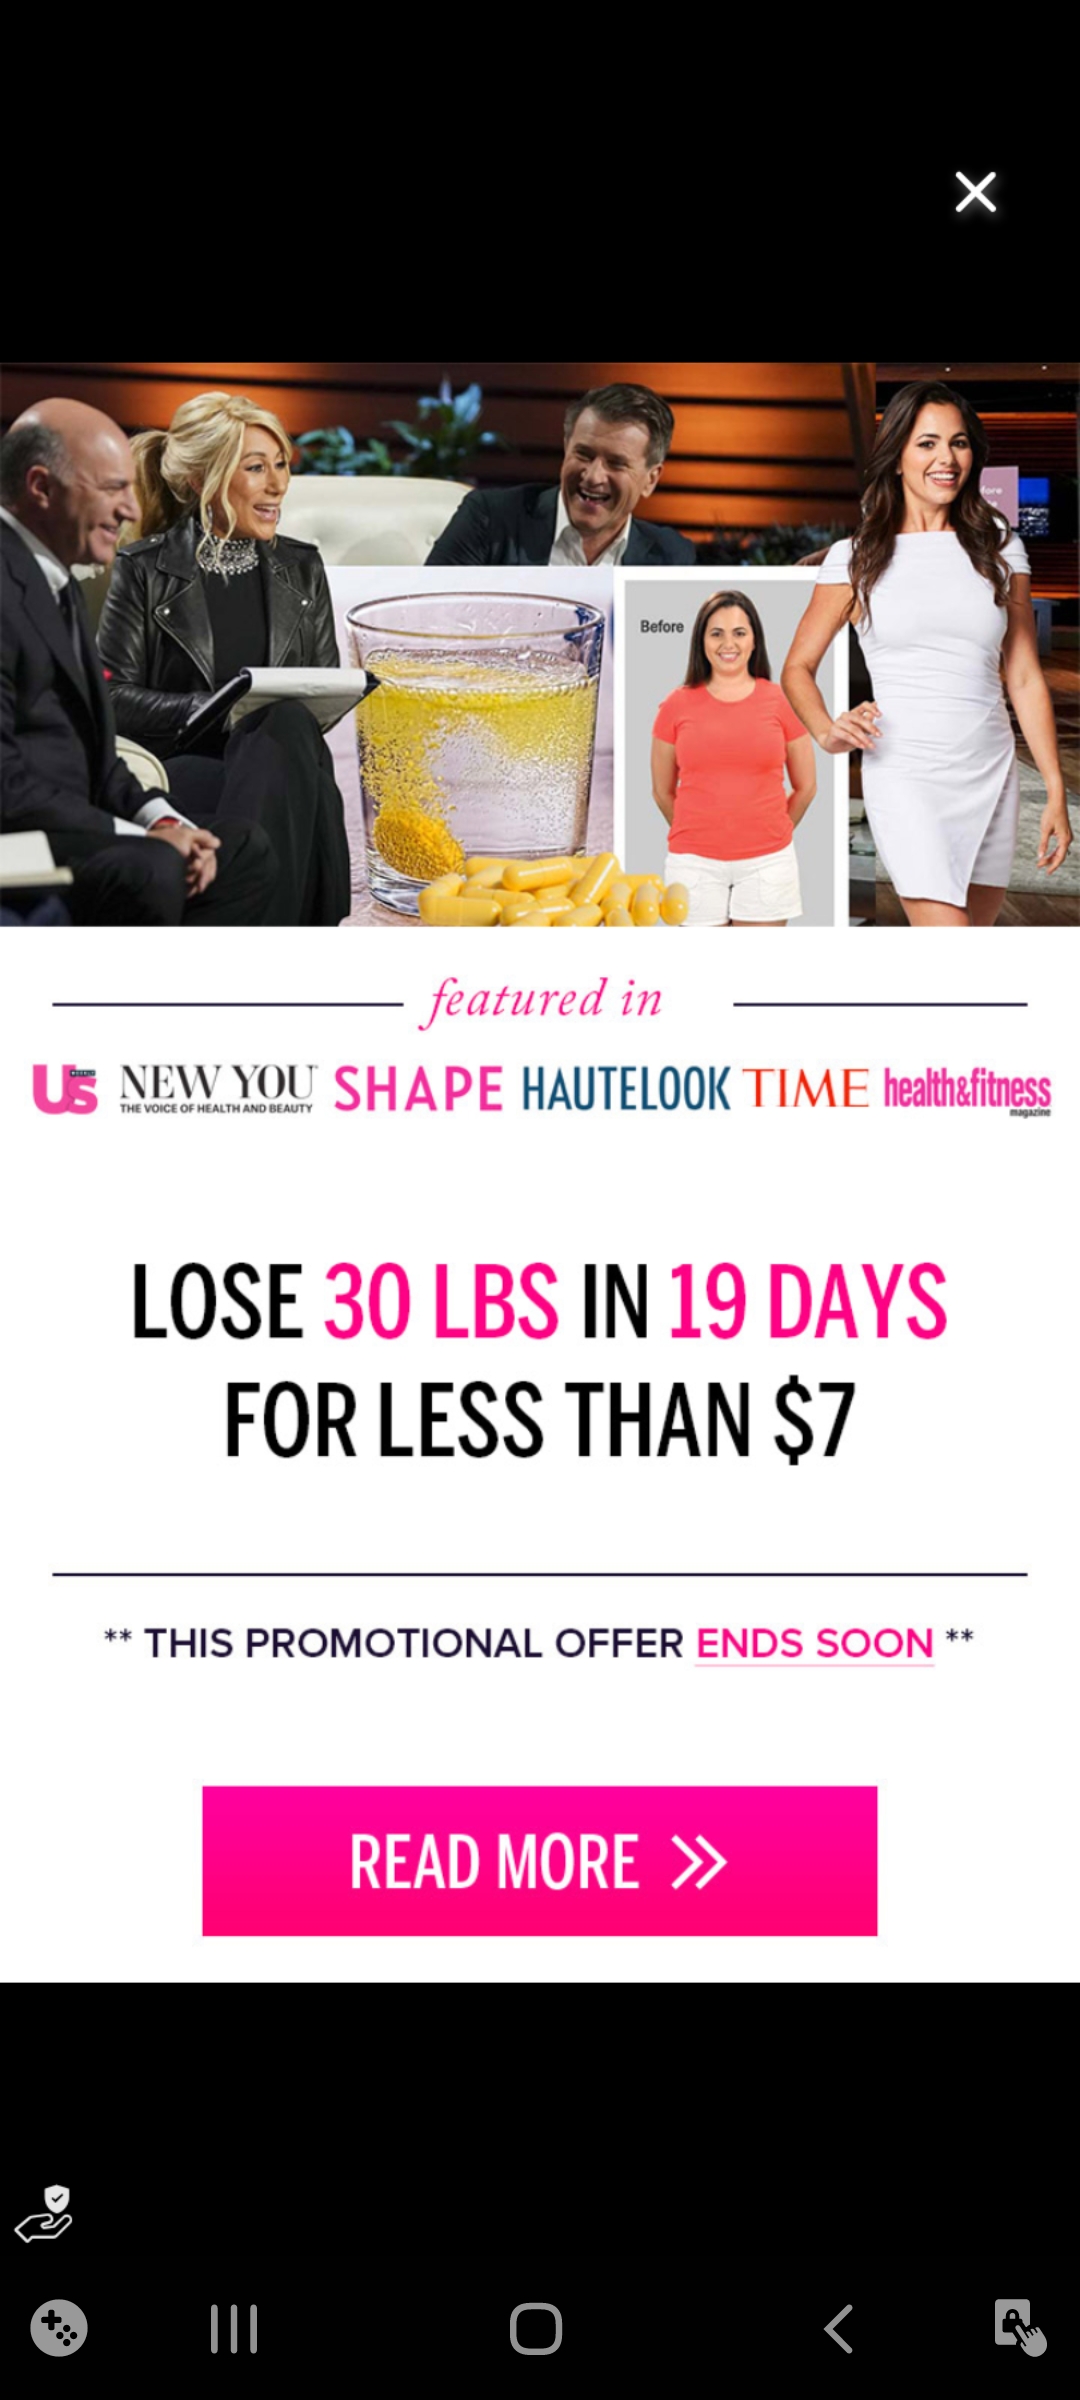 Before
featured in
Us NEW YOU SHAPE HAUTELOOK TIME health&fitness
THE VOICE OF HEALTH AND BEAUTY
magazine
LOSE 30 LBS IN 19 DAYS
FOR LESS THAN $7
** THIS PROMOTIONAL OFFER ENDS SOON **
READ MORE